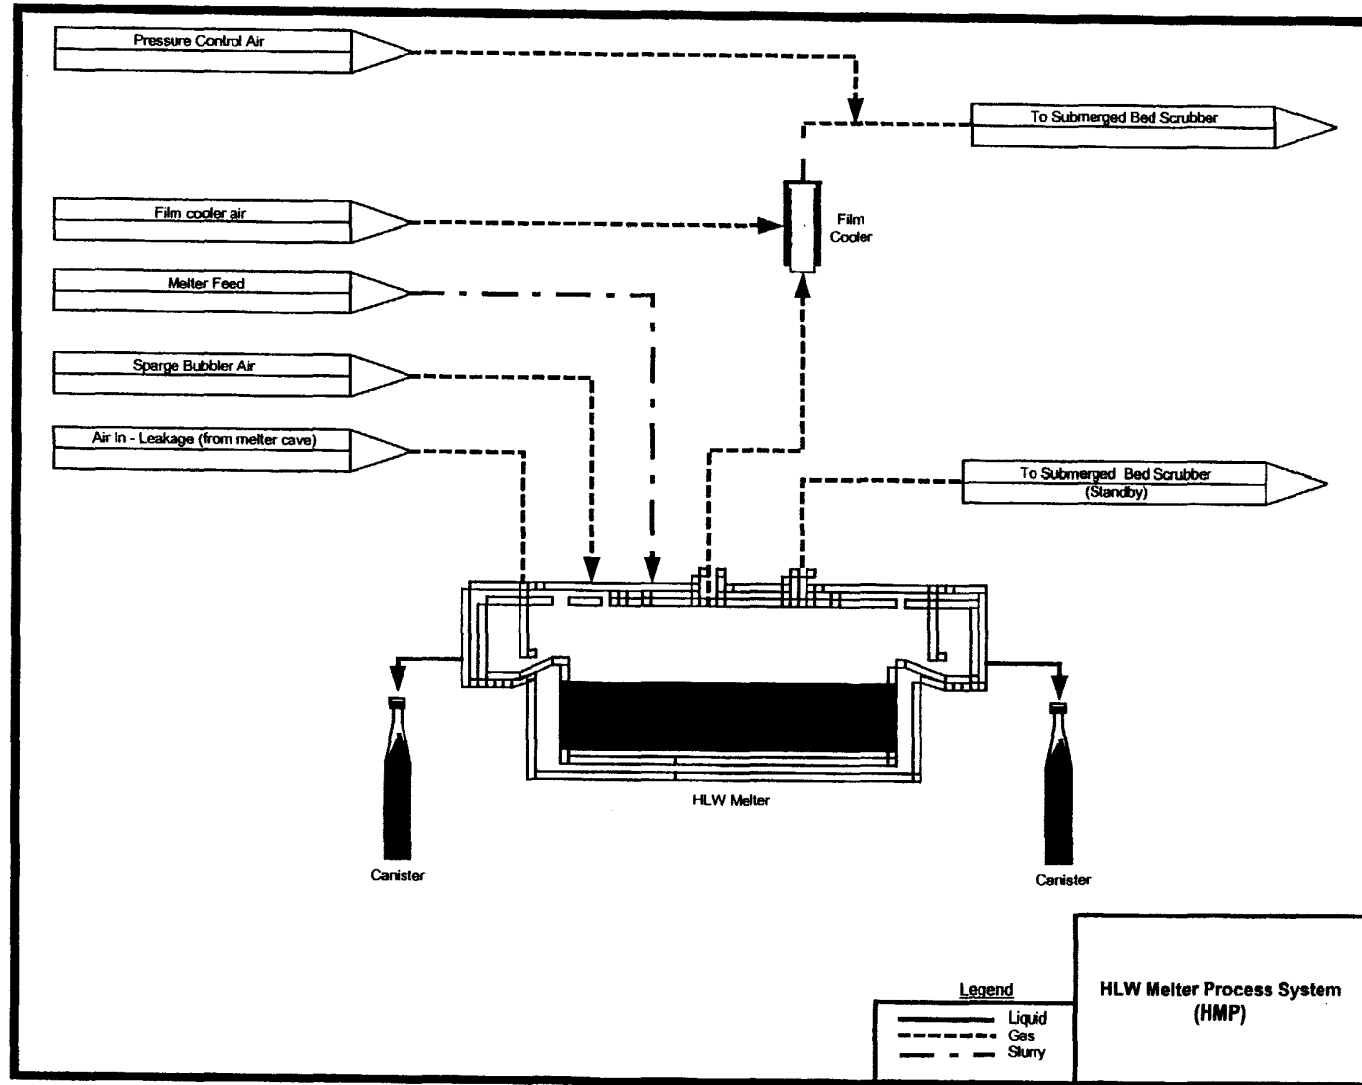 Pressure Control Air
To Submerged Bed Scrubber
Film cooler air
Film
Cooler
Melter Feed
Sparge Bubbler Air
Air In - Leakage (from melter cave)
To Submerged Bed Scrubber
(Standby)
HLW Melter
Canister
Canister
Legend
Liquid
Gas
Slurry
HLW Melter Process System
(HMP)